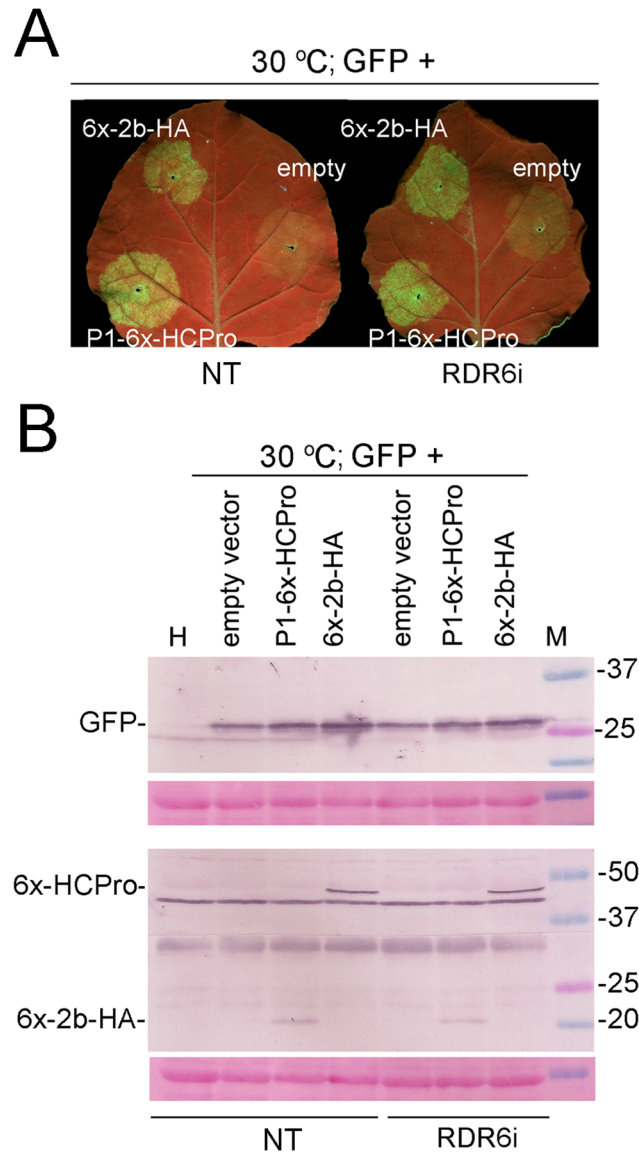 A
30 ºC; GFP +
6x-2b-HA
empty
P1-6x-HCPro
6x-2b-HA
empty
P1-6x-HCPro
NT
RDR6i
B
30 ºC; GFP +
H
empty vector
P1-6x-HCPro
6x-2b-HA
empty vector
P1-6x-HCPro
6x-2b-HA
M
-37
GFP-
-25
6x-HCPro-
-50
-37
-25
6x-2b-HA-
-20
NT
RDR6i